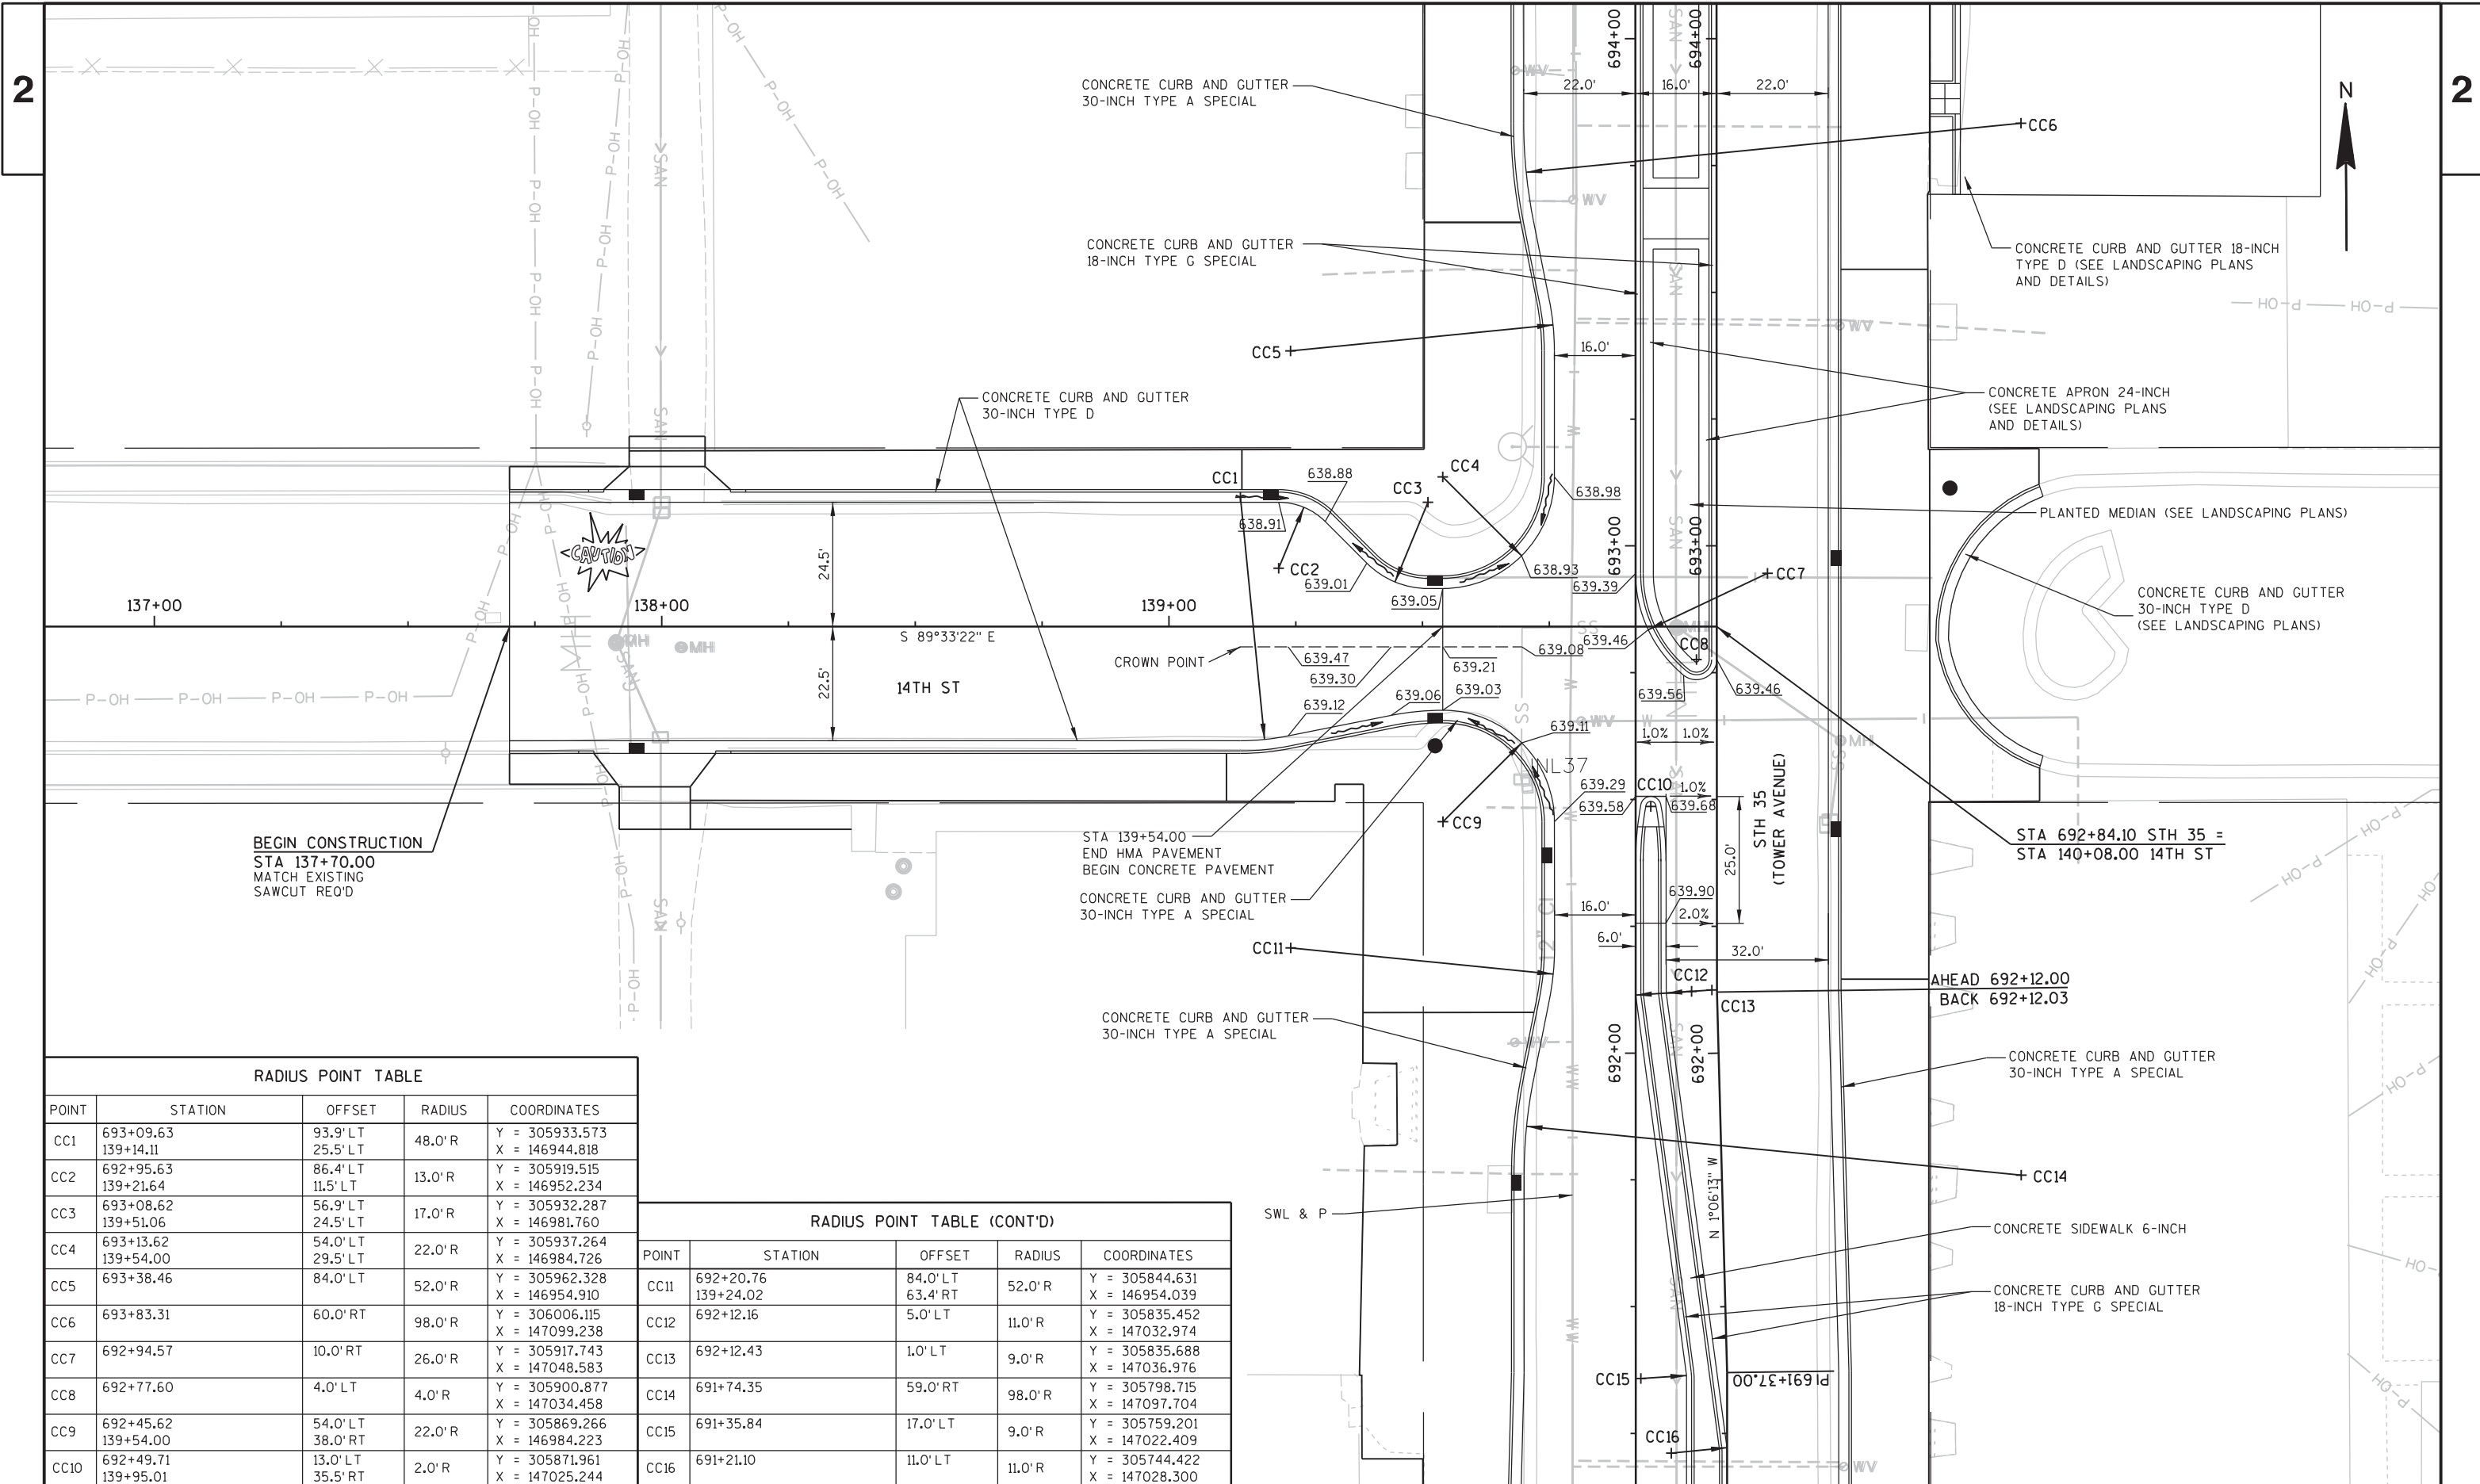 2
2
N
694+00
694+00
22.0'
16.0'
22.0'
CONCRETE CURB AND GUTTER
30-INCH TYPE A SPECIAL
CC6
WV
WV
CONCRETE CURB AND GUTTER
18-INCH TYPE G SPECIAL
CONCRETE CURB AND GUTTER 18-INCH
TYPE D (SEE LANDSCAPING PLANS
AND DETAILS)
P-OH
P-OH
SAN
SAN
WV
CC5
16.0'
CONCRETE CURB AND GUTTER
30-INCH TYPE D
CONCRETE APRON 24-INCH
(SEE LANDSCAPING PLANS
AND DETAILS)
CC1
638.88
CC4
CC3
638.98
638.91
PLANTED MEDIAN (SEE LANDSCAPING PLANS)
693+00
693+00
CAUTION
24.5'
CC2
639.01
638.93
639.05
639.39
CC7
CONCRETE CURB AND GUTTER
30-INCH TYPE D
(SEE LANDSCAPING PLANS)
137+00
138+00
139+00
S 89°33'22" E
MH
MH
MH
SS
CROWN POINT
639.47
639.30
639.21
639.08
639.46
CC8
639.46
639.56
P-OH
P-OH
P-OH
P-OH
22.5'
14TH ST
639.12
639.06
639.03
639.11
WV
W
MH
1.0%
1.0%
INL37
639.29
639.58
CC10
1.0%
639.68
CC9
STH 35
(TOWER AVENUE)
25.0'
BEGIN CONSTRUCTION
STA 137+70.00
MATCH EXISTING
SAWCUT REQ'D
STA 139+54.00
END HMA PAVEMENT
BEGIN CONCRETE PAVEMENT
STA 692+84.10 STH 35 =
STA 140+08.00 14TH ST
CONCRETE CURB AND GUTTER
30-INCH TYPE A SPECIAL
639.90
16.0'
2.0%
12" CI
6.0'
32.0'
CC11
CC12
CC13
AHEAD 692+12.00
BACK 692+12.03
CONCRETE CURB AND GUTTER
30-INCH TYPE A SPECIAL
692+00
692+00
WV
CONCRETE CURB AND GUTTER
30-INCH TYPE A SPECIAL
N 1°06'13" W
CC14
SWL & P
CONCRETE SIDEWALK 6-INCH
CONCRETE CURB AND GUTTER
18-INCH TYPE G SPECIAL
CC15
PI 691+37.00
CC16
WV
RADIUS POINT TABLE
POINT STATION OFFSET RADIUS COORDINATES
CC1 693+09.63 93.9' LT 48.0' R Y = 305933.573
139+14.11 25.5' LT X = 146944.818
CC2 692+95.63 86.4' LT 13.0' R Y = 305919.515
139+21.64 11.5' LT X = 146952.234
CC3 693+08.62 56.9' LT 17.0' R Y = 305932.287
139+51.06 24.5' LT X = 146981.760
CC4 693+13.62 54.0' LT 22.0' R Y = 305937.264
139+54.00 29.5' LT X = 146984.726
CC5 693+38.46 84.0' LT 52.0' R Y = 305962.328
X = 146954.910
CC6 693+83.31 60.0' RT 98.0' R Y = 306006.115
X = 147099.238
CC7 692+94.57 10.0' RT 26.0' R Y = 305917.743
X = 147048.583
CC8 692+77.60 4.0' LT 4.0' R Y = 305900.877
X = 147034.458
CC9 692+45.62 54.0' LT 22.0' R Y = 305869.266
139+54.00 38.0' RT X = 146984.223
CC10 692+49.71 13.0' LT 2.0' R Y = 305871.961
139+95.01 35.5' RT X = 147025.244
RADIUS POINT TABLE (CONT'D)
POINT STATION OFFSET RADIUS COORDINATES
CC11 692+20.76 84.0' LT 52.0' R Y = 305844.631
139+24.02 63.4' RT X = 146954.039
CC12 692+12.16 5.0' LT 11.0' R Y = 305835.452
X = 147032.974
CC13 692+12.43 1.0' LT 9.0' R Y = 305835.688
X = 147036.976
CC14 691+74.35 59.0' RT 98.0' R Y = 305798.715
X = 147097.704
CC15 691+35.84 17.0' LT 9.0' R Y = 305759.201
X = 147022.409
CC16 691+21.10 11.0' LT 11.0' R Y = 305744.422
X = 147028.300